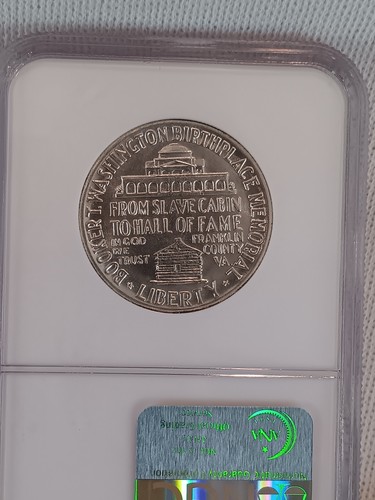 BOOKER T. WASHINGTON BIRTHPLACE MEMORIAL
FROM SLAVE CABIN
TO HALL OF FAME
IN GOD
WE
TRUST
FRANKLIN
COUNTY
VA.
LIBERTY